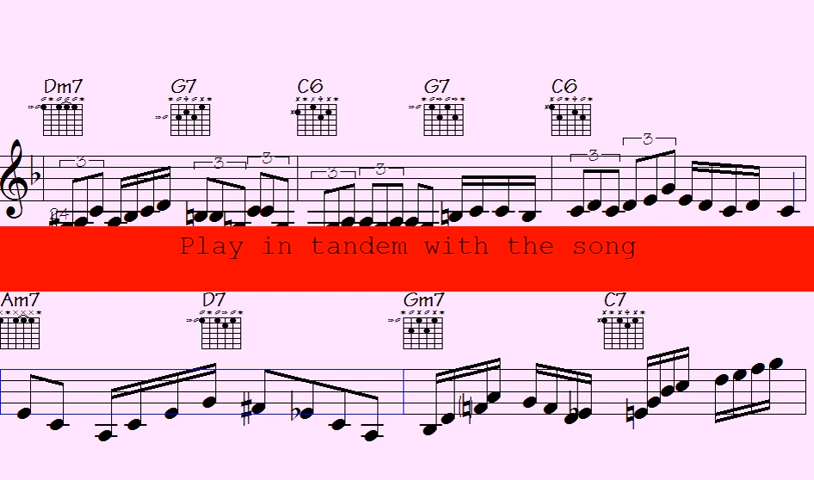 Dm7 G7 C6 G7 C6
3 3 3 3 3 3 3
84
Play in tandem with the song
Am7 D7 Gm7 C7